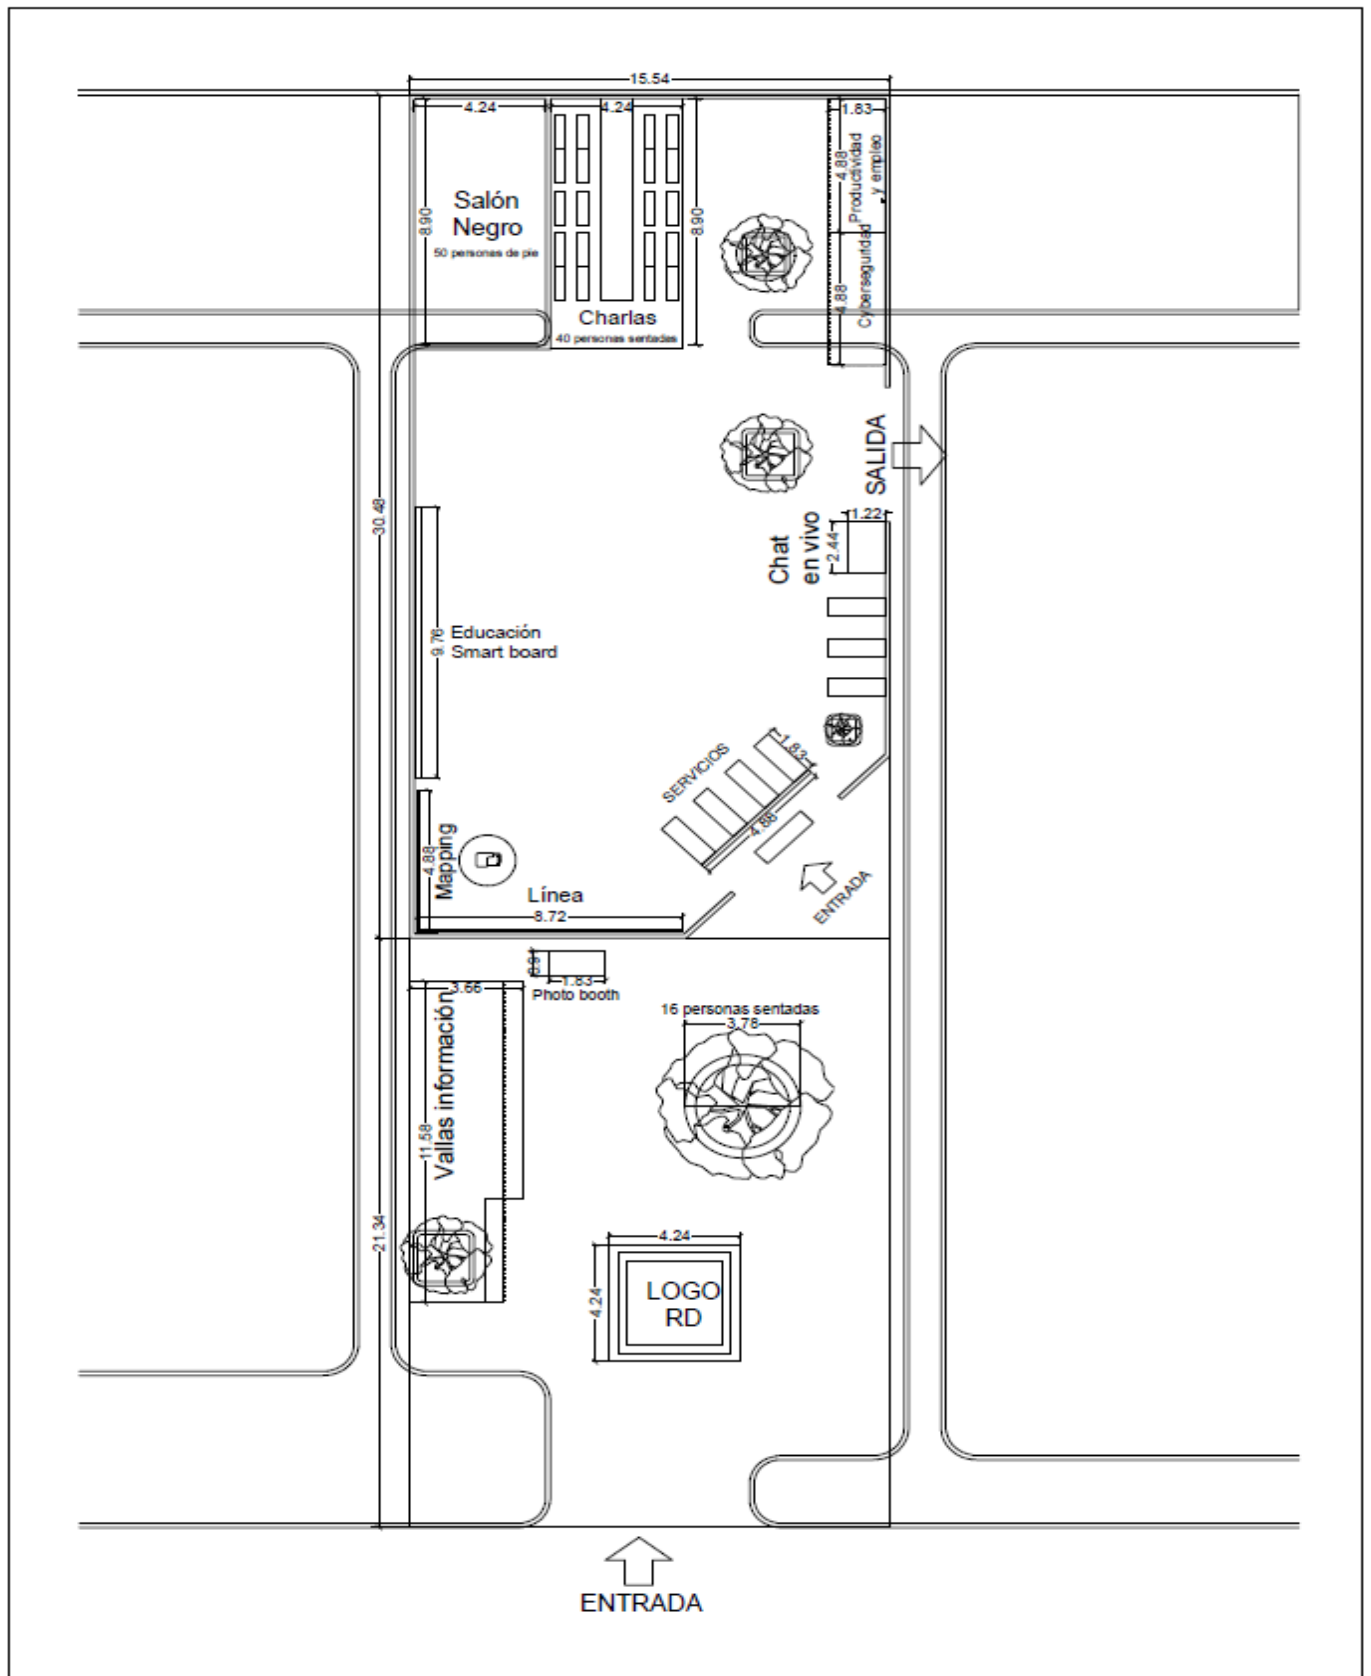 15.54
4.24
4.24
1.83
8.90
Salón
Negro
50 personas de pie
Charlas
40 personas sentadas
8.90
4.88
Productividad
y empleo
4.88
Cyberseguridad
SALIDA
30.48
1.22
2.44
Chat
en vivo
9.76
Educación
Smart board
SERVICIOS
1.83
4.88
ENTRADA
4.88
Mapping
Línea
8.72
0.91
1.83
Photo booth
3.66
Vallas información
11.58
16 personas sentadas
3.78
21.34
4.24
4.24
LOGO
RD
ENTRADA